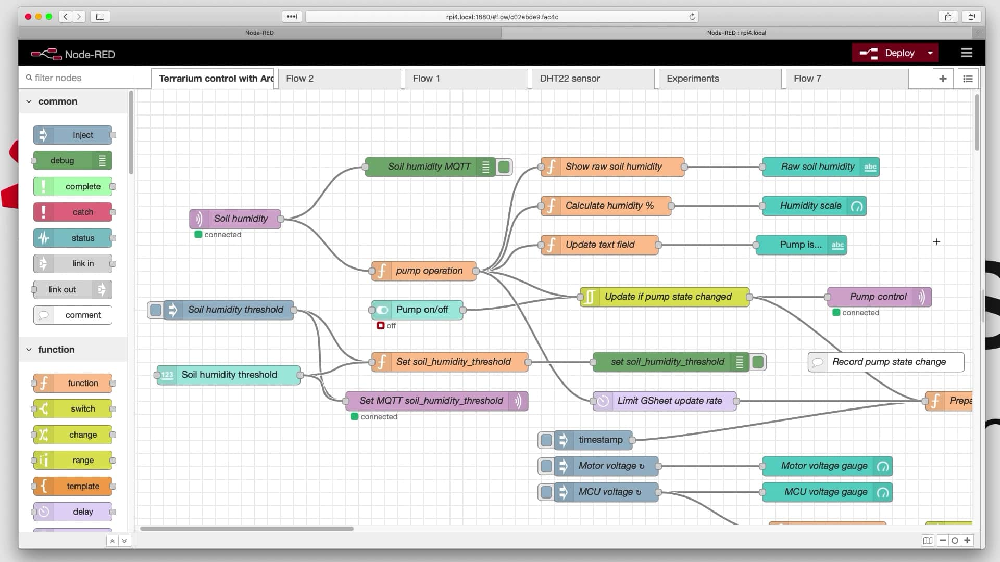 rpi4.local:1880/#flow/c02ebde9.fac4c
Node-RED
Node-RED : rpi4.local
Node-RED
Deploy
filter nodes
Terrarium control with Arc
Flow 2
Flow 1
DHT22 sensor
Experiments
Flow 7
common
inject
debug
complete
catch
status
link in
link out
comment
function
function
switch
change
range
template
delay
Soil humidity MQTT
Show raw soil humidity
Raw soil humidity abc
Soil humidity
connected
Calculate humidity %
Humidity scale
Update text field
Pump is... abc
pump operation
Update if pump state changed
Pump control
connected
Soil humidity threshold
Pump on/off
off
Set soil_humidity_threshold
set soil_humidity_threshold
Record pump state change
123 Soil humidity threshold
Set MQTT soil_humidity_threshold
connected
Limit GSheet update rate
Prepa
timestamp
Motor voltage ↻
Motor voltage gauge
MCU voltage ↻
MCU voltage gauge